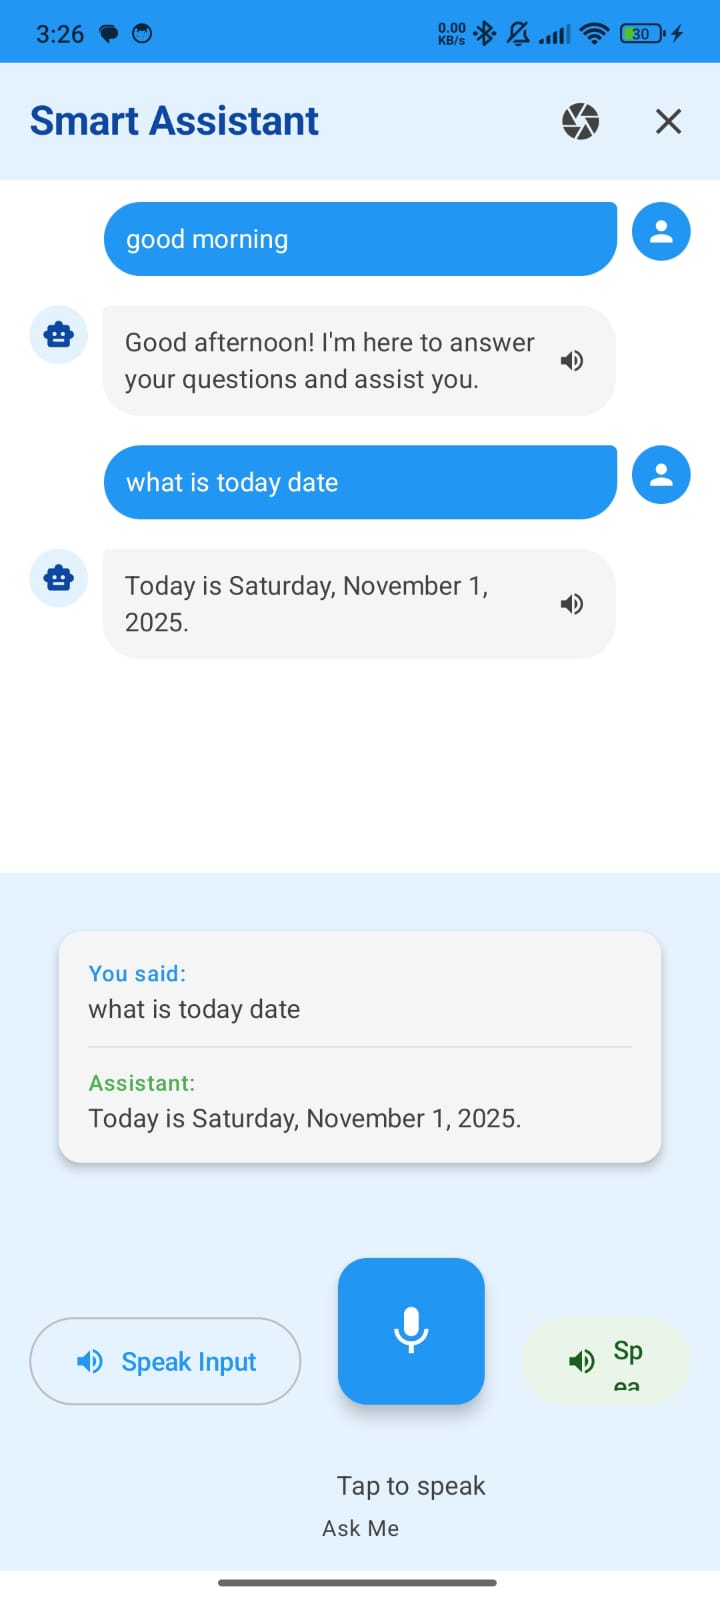 3:26
0.00
KB/s
30
Smart Assistant
good morning
Good afternoon! I'm here to answer
your questions and assist you.
what is today date
Today is Saturday, November 1,
2025.
You said:
what is today date
Assistant:
Today is Saturday, November 1, 2025.
Speak Input
Sp
ea
Tap to speak
Ask Me